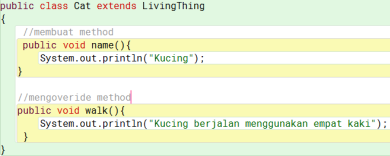 public class Cat extends LivingThing
{
//membuat method
public void name(){
System.out.println("Kucing");
}
//mengoveride method
public void walk(){
System.out.println("Kucing berjalan menggunakan empat kaki");
}
}